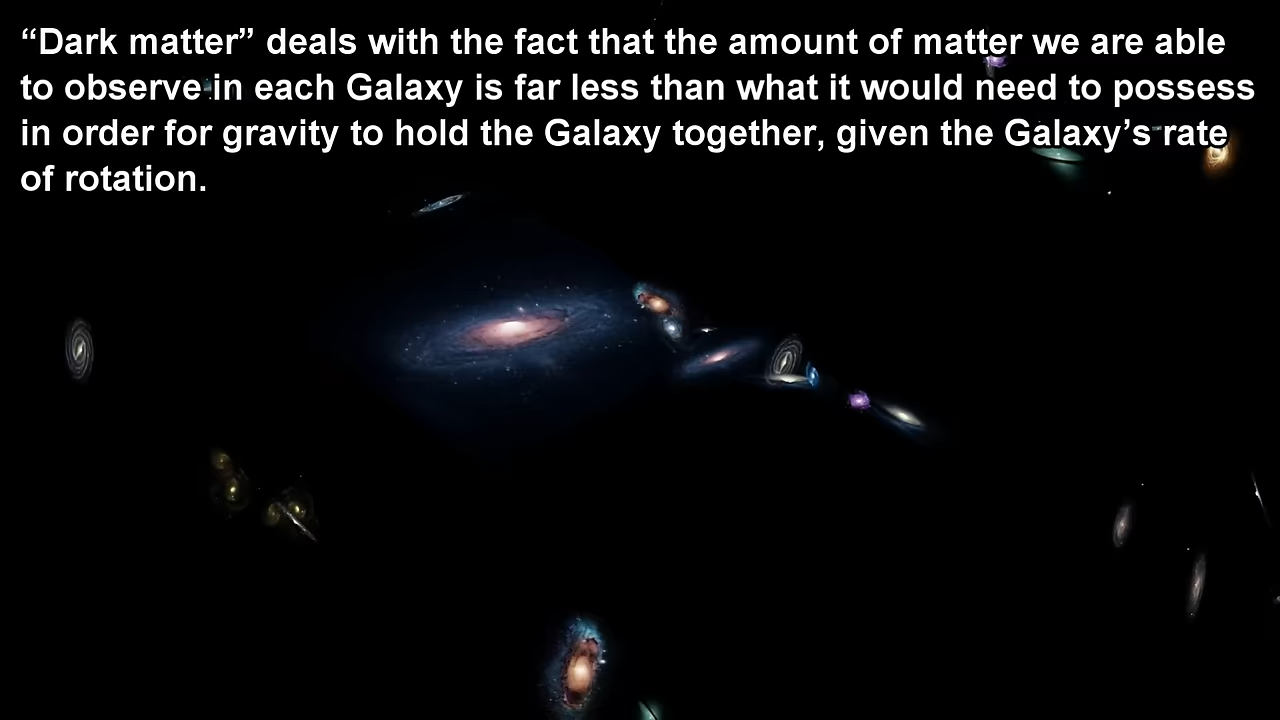 “Dark matter” deals with the fact that the amount of matter we are able
to observe in each Galaxy is far less than what it would need to possess
in order for gravity to hold the Galaxy together, given the Galaxy’s rate
of rotation.